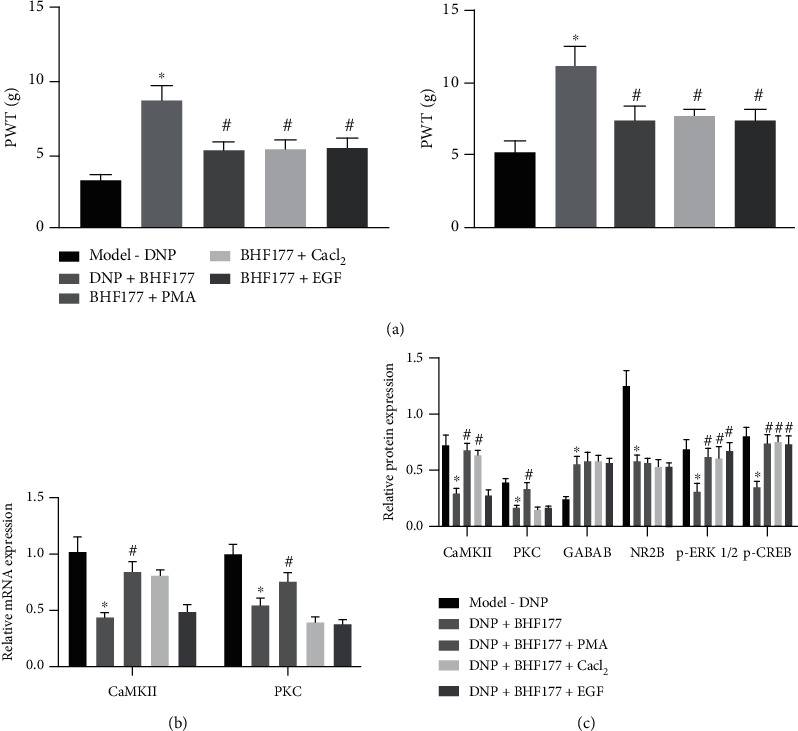 15
10
5
0
PWT (g)
*
#
#
#
15
10
5
0
PWT (g)
*
#
#
#
Model - DNP
DNP + BHF177
BHF177 + PMA
BHF177 + Cacl2
BHF177 + EGF
(a)
1.5
1.0
0.5
0.0
Relative mRNA expression
*
#
*
#
CaMKII
PKC
(b)
1.5
1.0
0.5
0.0
Relative protein expression
*
#
#
*
#
*
*
*
#
#
#
*
###
CaMKII PKC GABAB NR2B p-ERK 1/2 p-CREB
Model - DNP
DNP + BHF177
DNP + BHF177 + PMA
DNP + BHF177 + Cacl2
DNP + BHF177 + EGF
(c)